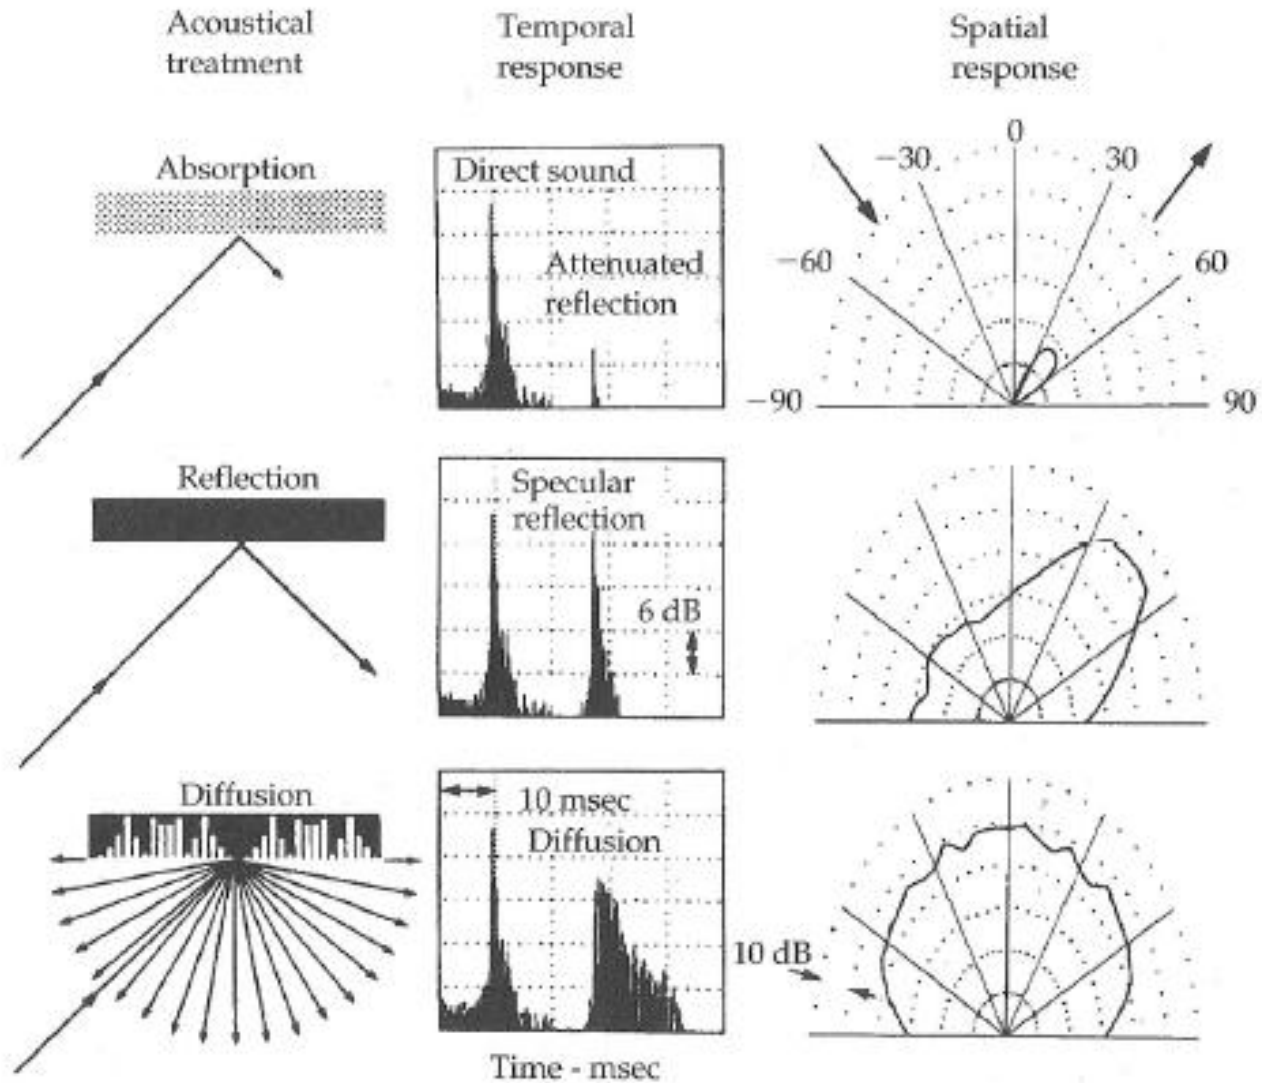 Acoustical
treatment
Temporal
response
Spatial
response
Absorption
Direct sound
Attenuated
reflection
0
−30
30
−60
60
−90
90
Reflection
Specular
reflection
6 dB
Diffusion
10 msec
Diffusion
10 dB
Time - msec